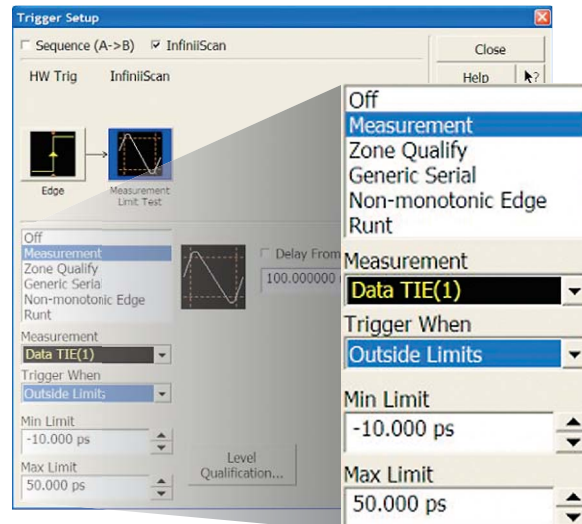 Trigger Setup
Sequence (A->B) InfiniiScan
Close
HW Trig InfiniiScan
Help
Edge
Measurement
Limit Test
Off
Measurement
Zone Qualify
Generic Serial
Non-monotonic Edge
Runt
Delay From
100.000000
Measurement
Data TIE(1)
Trigger When
Outside Limits
Min Limit
-10.000 ps
Max Limit
50.000 ps
Level
Qualification...
Off
Measurement
Zone Qualify
Generic Serial
Non-monotonic Edge
Runt
Measurement
Data TIE(1)
Trigger When
Outside Limits
Min Limit
-10.000 ps
Max Limit
50.000 ps